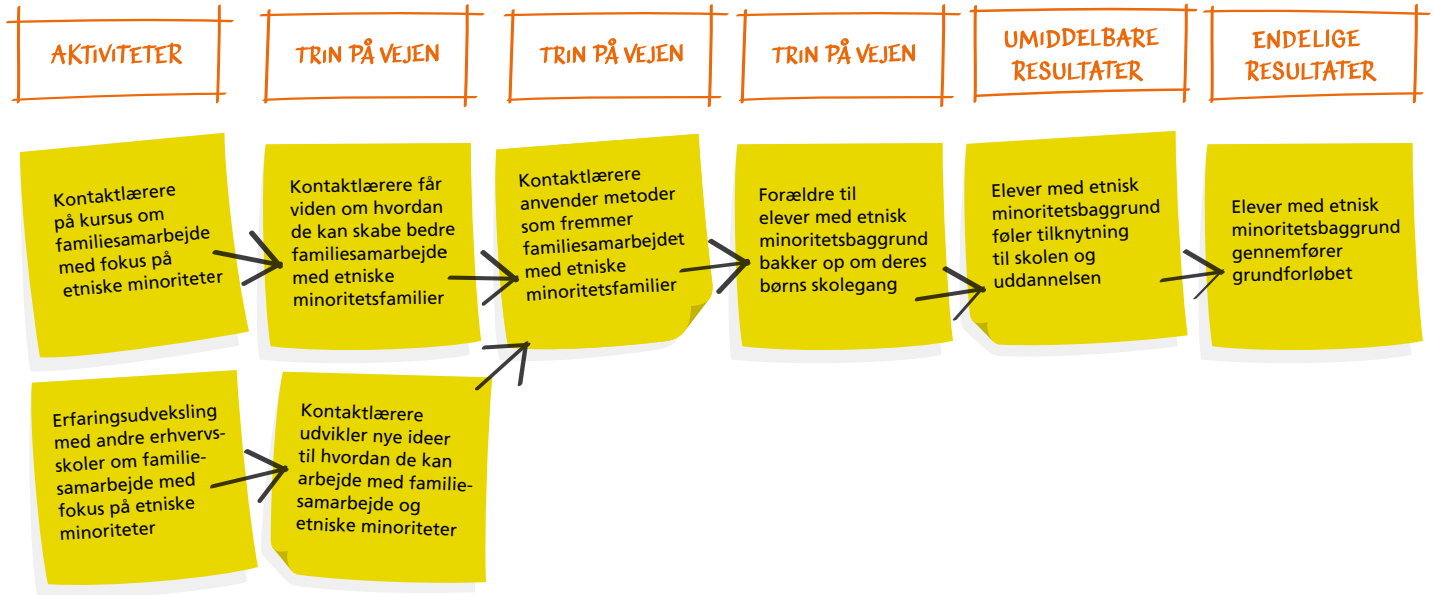 AKTIVITETER
TRIN PÅ VEJEN
TRIN PÅ VEJEN
TRIN PÅ VEJEN
UMIDDELBARE
RESULTATER
ENDELIGE
RESULTATER
Kontaktlærere
på kursus om
familiesamarbejde
med fokus på
etniske minoriteter
Kontaktlærere får
viden om hvordan
de kan skabe bedre
familiesamarbejde
med etniske
minoritetsfamilier
Kontaktlærere
anvender metoder
som fremmer
familiesamarbejdet
med etniske
minoritetsfamilier
Forældre til
elever med etnisk
minoritetsbaggrund
bakker op om deres
børns skolegang
Elever med etnisk
minoritetsbaggrund
føler tilknytning
til skolen og
uddannelsen
Elever med etnisk
minoritetsbaggrund
gennemfører
grundforløbet
Erfaringsudveksling
med andre erhvervs-
skoler om familie-
samarbejde med
fokus på etniske
minoriteter
Kontaktlærere
udvikler nye ideer
til hvordan de kan
arbejde med familie-
samarbejde og
etniske minoriteter